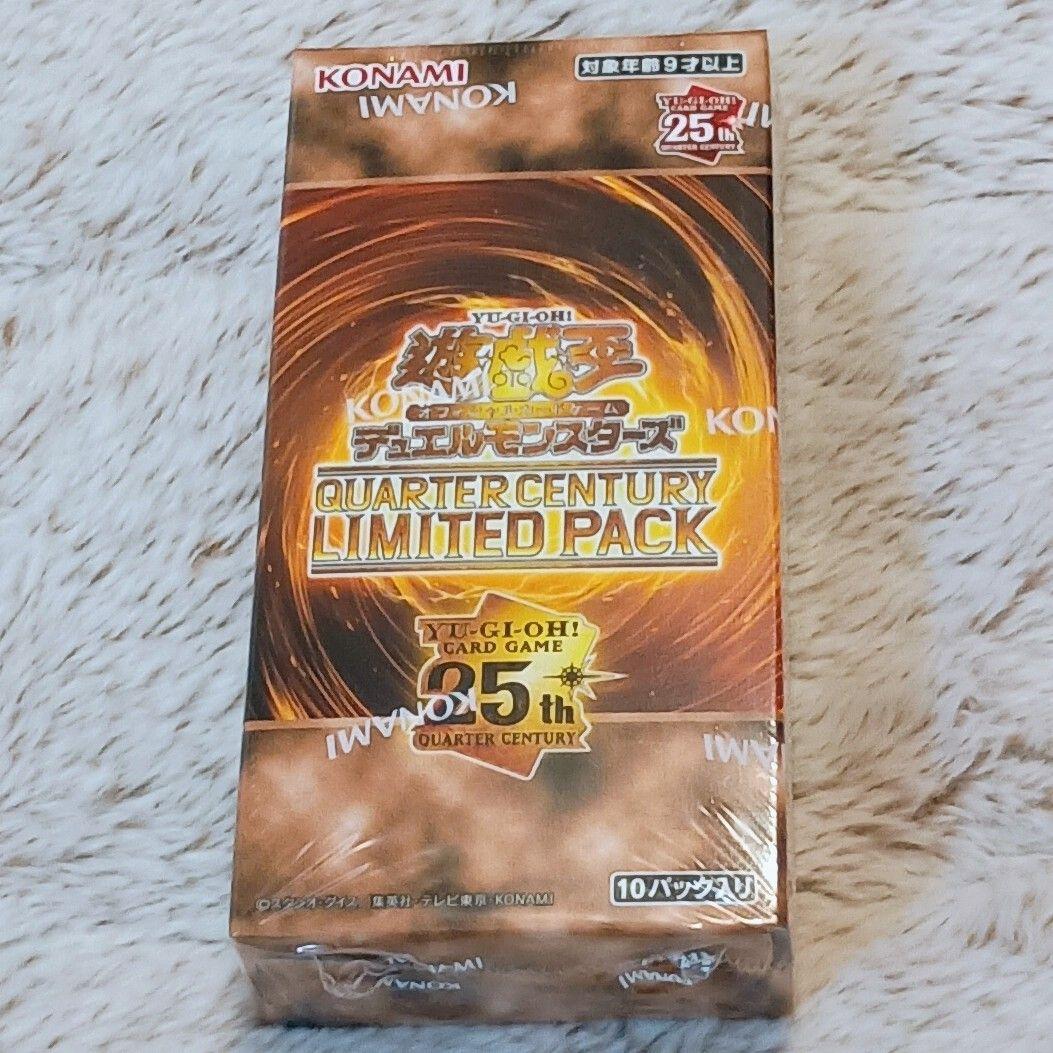 KONAMI
対象年齢9才以上
KONAMI
YU-GI-OH!
CARD GAME
25th
QUARTER CENTURY
YU-GI-OH!
遊戯王
KONAMI
KON
オフィシャルカードゲーム
デュエルモンスターズ
QUARTER CENTURY
LIMITED PACK
YU-GI-OH!
CARD GAME
25th
QUARTER CENTURY
KONAMI
KONAMI
©スタジオ・ダイス/集英社・テレビ東京・KONAMI
10パック入り
KONAMI
KONAMI